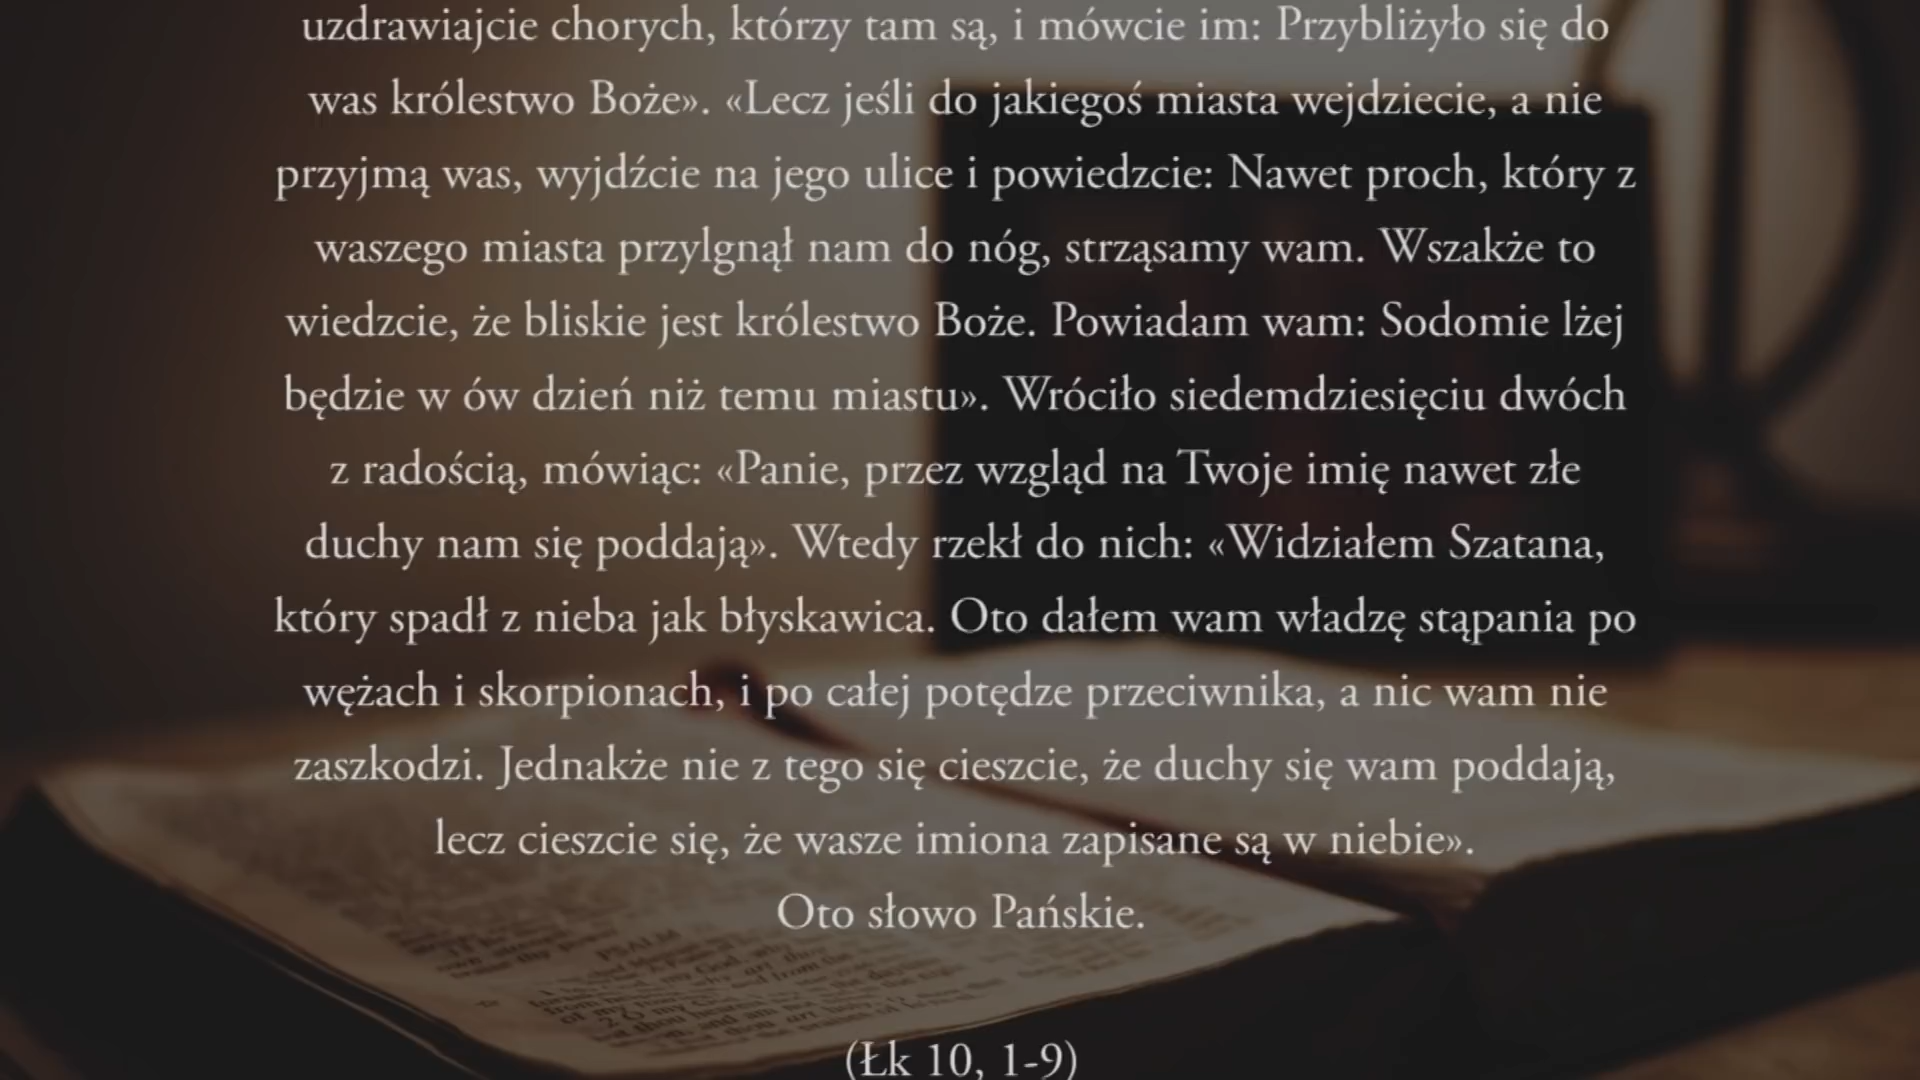 uzdrawiajcie chorych, którzy tam są, i mówcie im: Przybliżyło się do
was królestwo Boże». «Lecz jeśli do jakiegoś miasta wejdziecie, a nie
przyjmą was, wyjdźcie na jego ulice i powiedzcie: Nawet proch, który z
waszego miasta przylgnął nam do nóg, strząsamy wam. Wszakże to
wiedzcie, że bliskie jest królestwo Boże. Powiadam wam: Sodomie lżej
będzie w ów dzień niż temu miastu». Wróciło siedemdziesięciu dwóch
z radością, mówiąc: «Panie, przez wzgląd na Twoje imię nawet złe
duchy nam się poddają». Wtedy rzekł do nich: «Widziałem Szatana,
który spadł z nieba jak błyskawica. Oto dałem wam władzę stąpania po
wężach i skorpionach, i po całej potędze przeciwnika, a nic wam nie
zaszkodzi. Jednakże nie z tego się cieszcie, że duchy się wam poddają,
lecz cieszcie się, że wasze imiona zapisane są w niebie».
Oto słowo Pańskie.
(Łk 10, 1-9)
PSALM